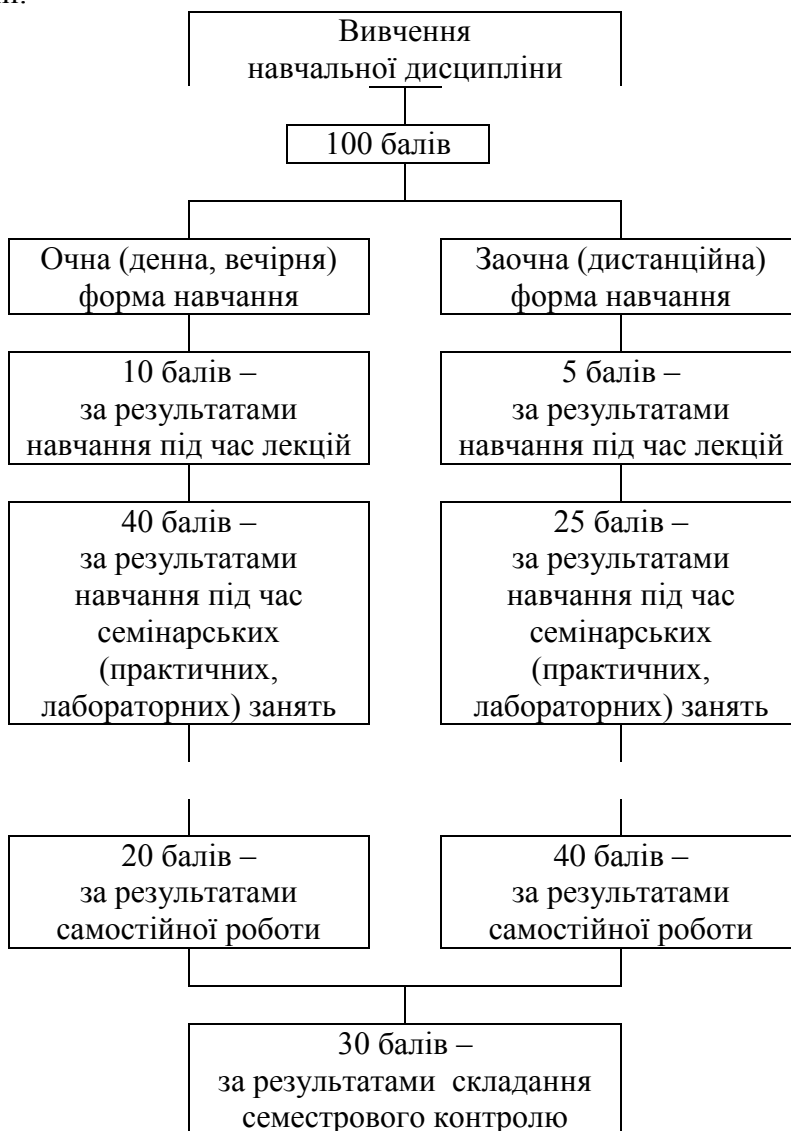 Вивчення
навчальної дисципліни
100 балів
Очна (денна, вечірня)
форма навчання
10 балів –
за результатами
навчання під час лекцій
40 балів –
за результатами
навчання під час
семінарських
(практичних,
лабораторних) занять
20 балів –
за результатами
самостійної роботи
Заочна (дистанційна)
форма навчання
5 балів –
за результатами
навчання під час лекцій
25 балів –
за результатами
навчання під час
семінарських
(практичних,
лабораторних) занять
40 балів –
за результатами
самостійної роботи
30 балів –
за результатами складання
семестрового контролю